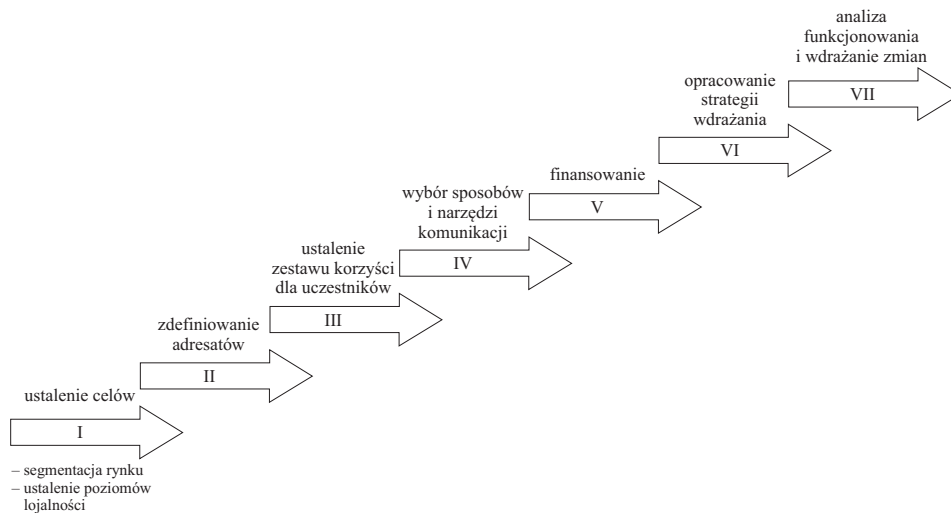 ustalenie celów
I
– segmentacja rynku
– ustalenie poziomów
lojalności
zdefiniowanie
adresatów
II
ustalenie
zestawu korzyści
dla uczestników
III
wybór sposobów
i narzędzi
komunikacji
IV
finansowanie
V
opracowanie
strategii
wdrażania
VI
analiza
funkcjonowania
i wdrażanie zmian
VII